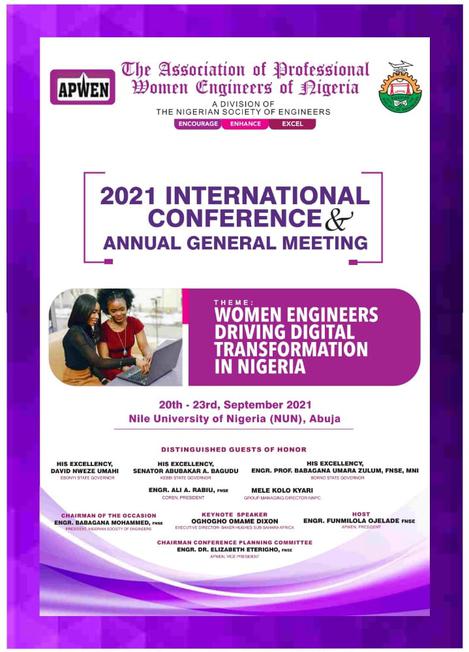 APWEN
The Association of Professional
Women Engineers of Nigeria
A DIVISION OF
THE NIGERIAN SOCIETY OF ENGINEERS
ENCOURAGE ENHANCE EXCEL
2021 INTERNATIONAL
CONFERENCE &
ANNUAL GENERAL MEETING
THEME:
WOMEN ENGINEERS
DRIVING DIGITAL
TRANSFORMATION
IN NIGERIA
20th - 23rd, September 2021
Nile University of Nigeria (NUN), Abuja
DISTINGUISHED GUESTS OF HONOR
HIS EXCELLENCY,
DAVID NWEZE UMAHI
EBONYI STATE GOVERNOR
HIS EXCELLENCY,
SENATOR ABUBAKAR A. BAGUDU
KEBBI STATE GOVERNOR
HIS EXCELLENCY,
ENGR. PROF. BABAGANA UMARA ZULUM, FNSE, MNI
BORNO STATE GOVERNOR
ENGR. ALI A. RABIU, FNSE
COREN, PRESIDENT
MELE KOLO KYARI
GROUP MANAGING DIRECTOR-NNPC
CHAIRMAN OF THE OCCASION
ENGR. BABAGANA MOHAMMED, FNSE
PRESIDENT, NIGERIAN SOCIETY OF ENGINEERS
KEYNOTE SPEAKER
OGHOGHO OMAME DIXON
EXECUTIVE DIRECTOR- BAKER HUGHES SUB-SAHARA AFRICA
HOST
ENGR. FUNMILOLA OJELADE FNSE
APWEN, PRESIDENT
CHAIRMAN CONFERENCE PLANNING COMMITTEE
ENGR. DR. ELIZABETH ETERIGHO, FNSE
APWEN, VICE PRESIDENT